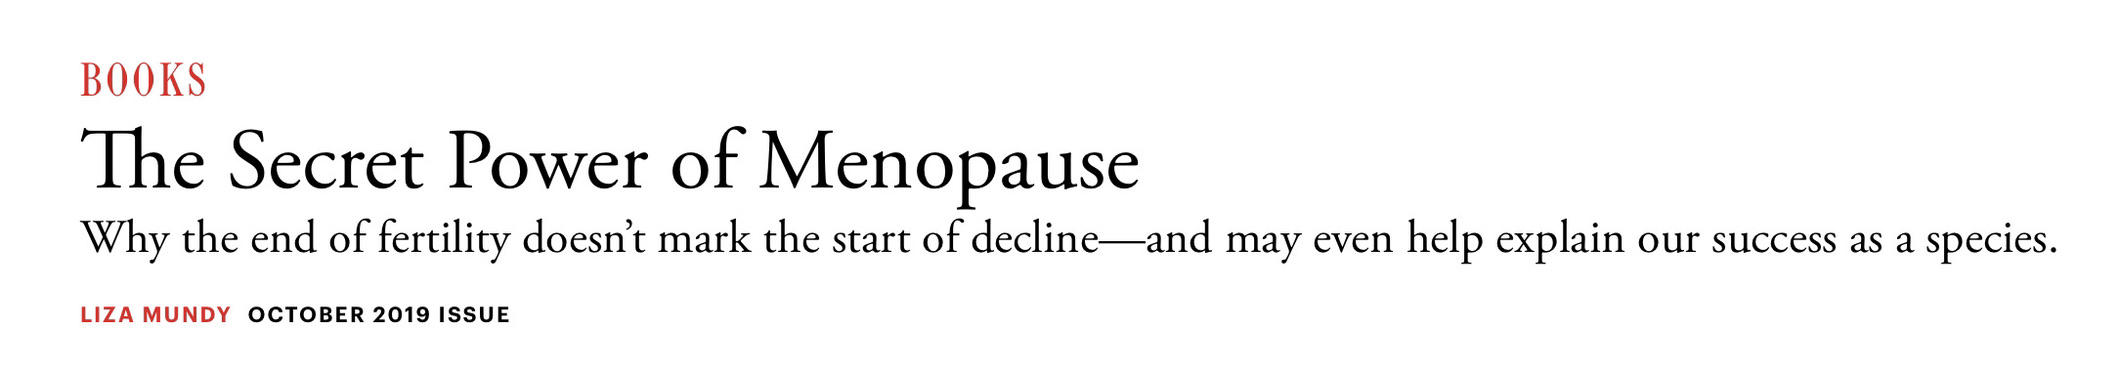 BOOKS
The Secret Power of Menopause
Why the end of fertility doesn’t mark the start of decline—and may even help explain our success as a species.
LIZA MUNDY OCTOBER 2019 ISSUE